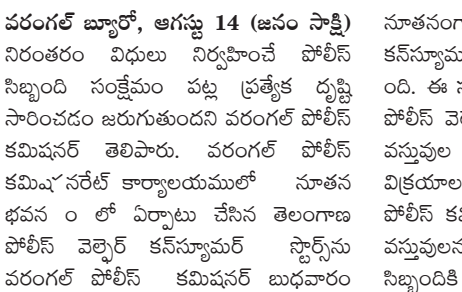 వరంగల్ బ్యూరో, ఆగస్టు 14 (జనం సాక్షి)
నిరంతరం విధులు నిర్వహించే పోలీస్
సిబ్బంది సంక్షేమం పట్ల ప్రత్యేక దృష్టి
సారించడం జరుగుతుందని వరంగల్ పోలీస్
కమిషనర్ తెలిపారు. వరంగల్ పోలీస్
కమిషనరేట్ కార్యాలయములో నూతన
భవన ం లో ఏర్పాటు చేసిన తెలంగాణ
పోలీస్ వెల్ఫెర్ కన్‌స్యూమర్ స్టోర్స్‌ను
వరంగల్ పోలీస్ కమిషనర్ బుధవారం
నూతనంగ
కన్‌స్యూమ
ంది. ఈ
పోలీస్
వస్తువుల
విక్రయాల
పోలీస్
వస్తువులన
సిబ్బందికి